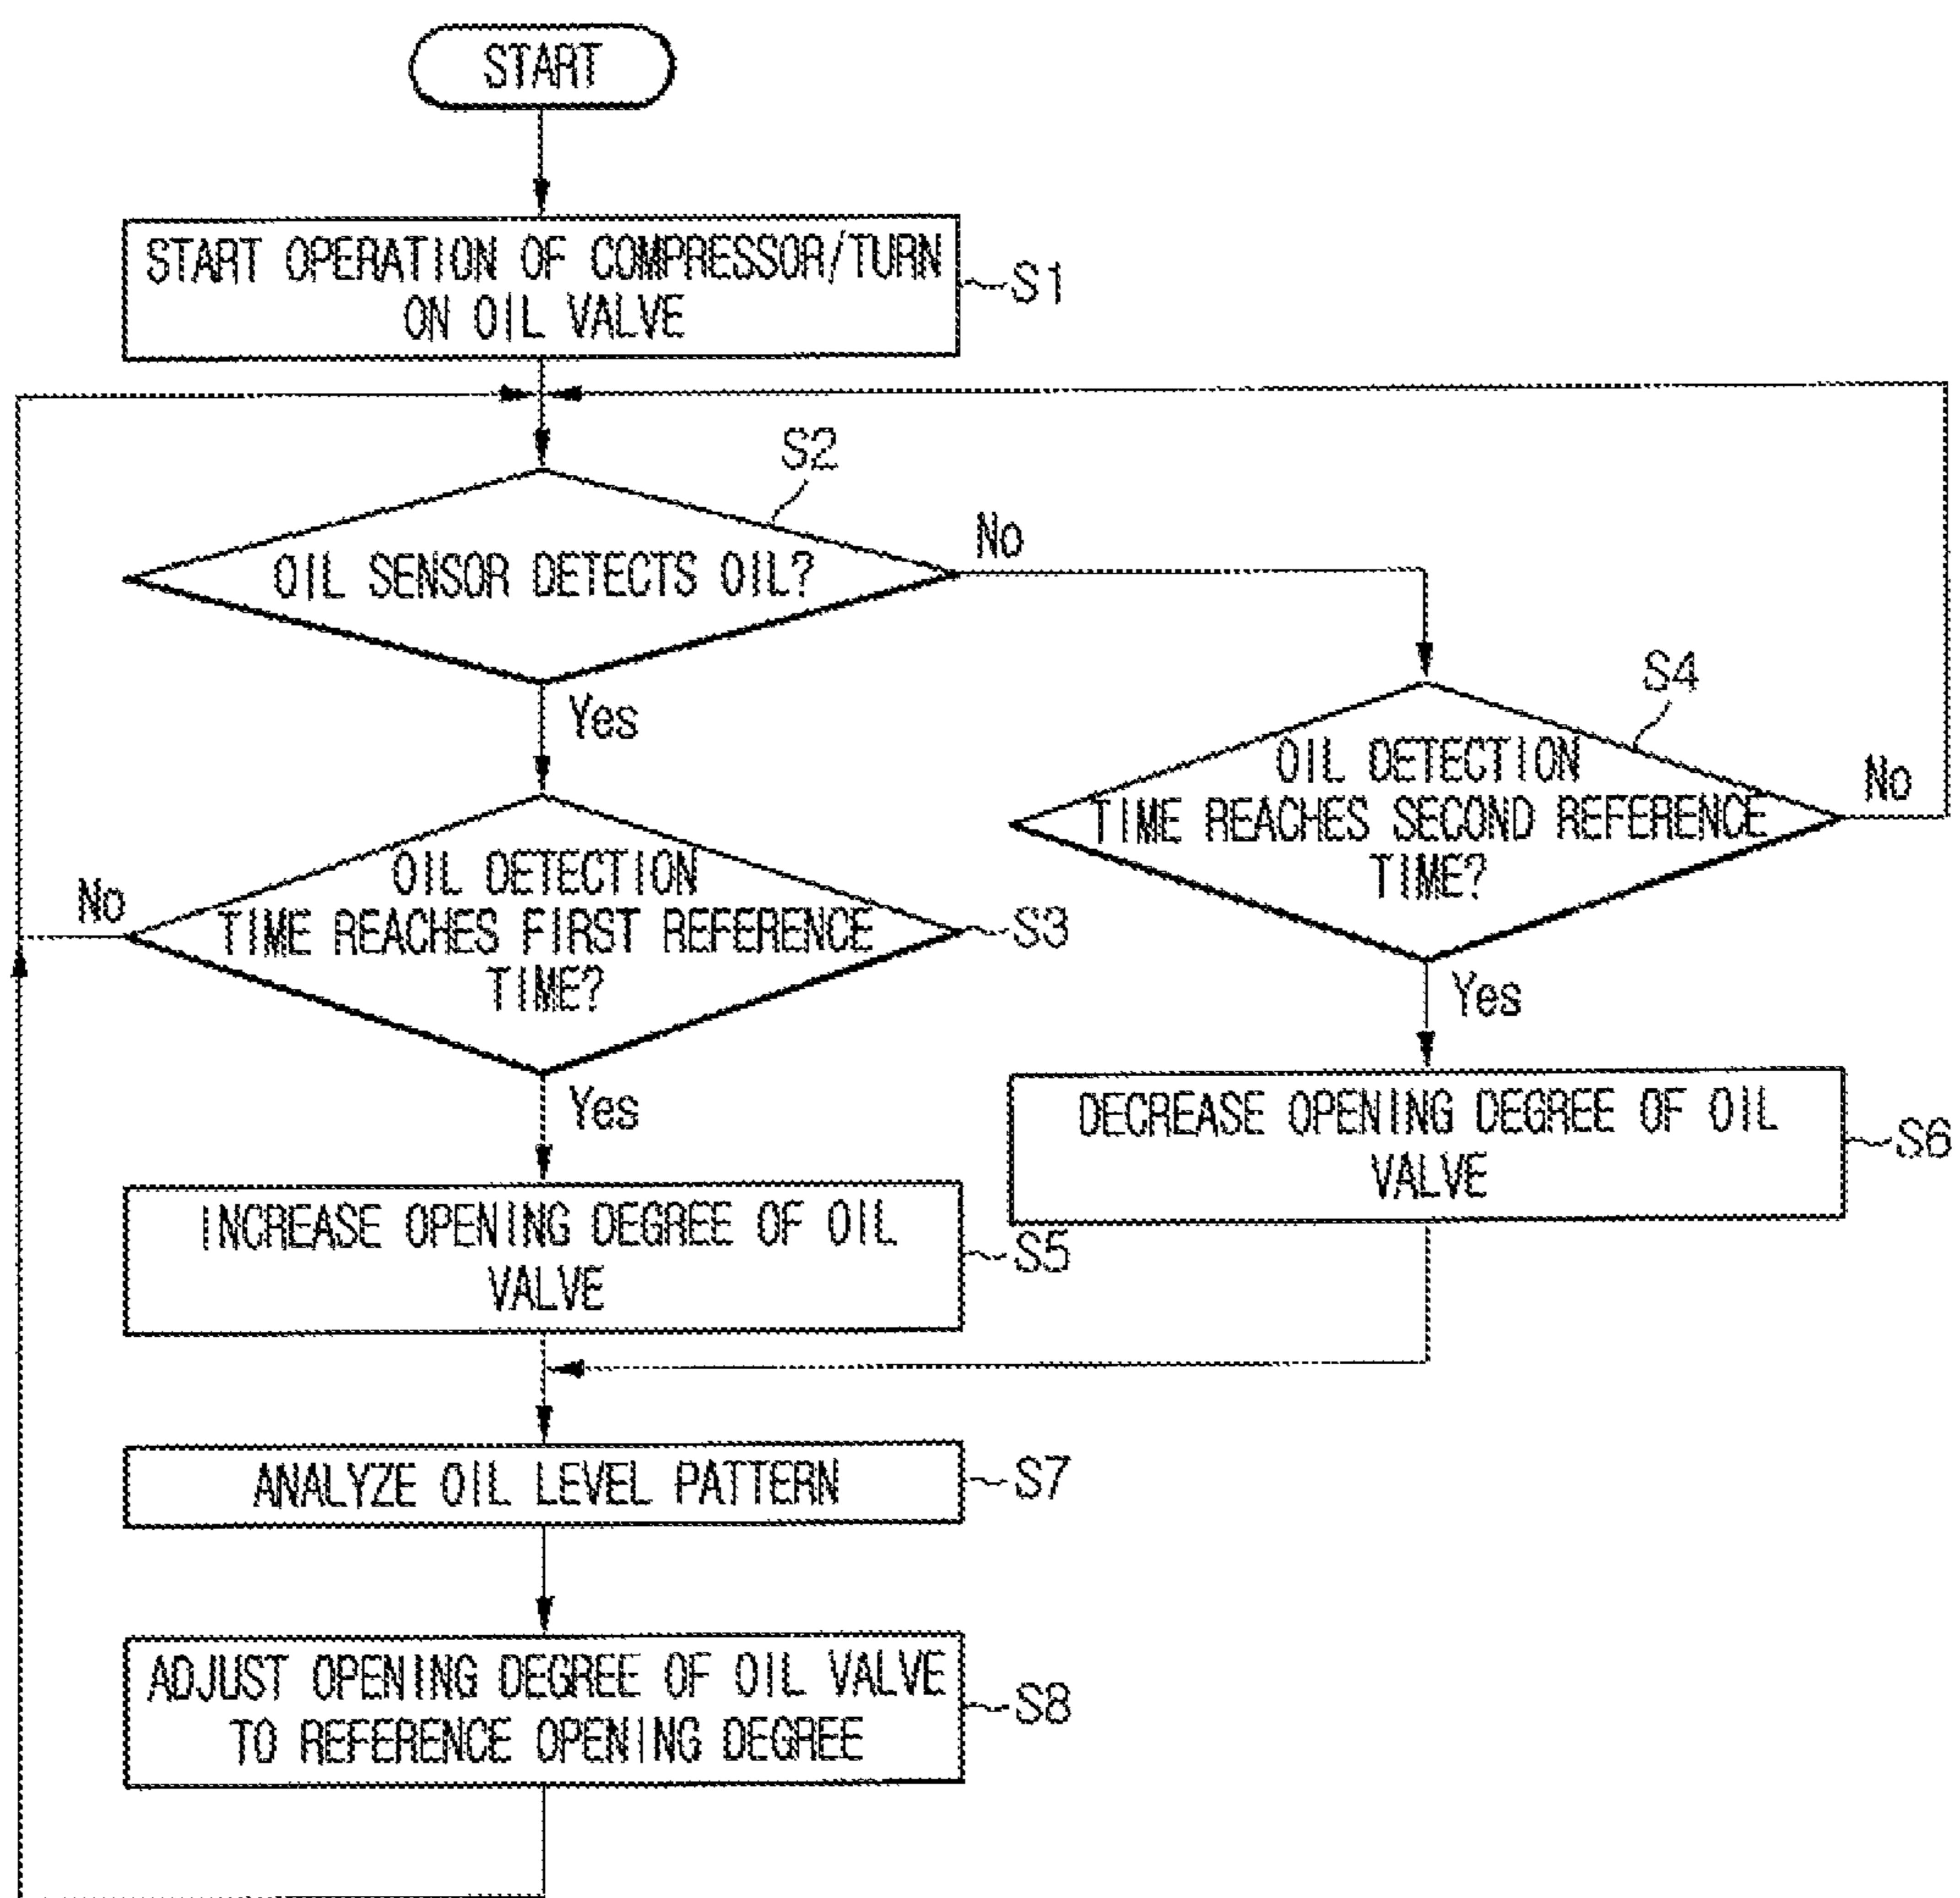 START
START OPERATION OF COMPRESSOR/TURN
ON OIL VALVE
S1
S2
OIL SENSOR DETECTS OIL?
No
Yes
S4
OIL DETECTION
TIME REACHES SECOND REFERENCE
TIME?
No
Yes
OIL DETECTION
TIME REACHES FIRST REFERENCE
TIME?
No
S3
Yes
DECREASE OPENING DEGREE OF OIL
VALVE
S6
INCREASE OPENING DEGREE OF OIL
VALVE
S5
ANALYZE OIL LEVEL PATTERN
S7
ADJUST OPENING DEGREE OF OIL VALVE
TO REFERENCE OPENING DEGREE
S8